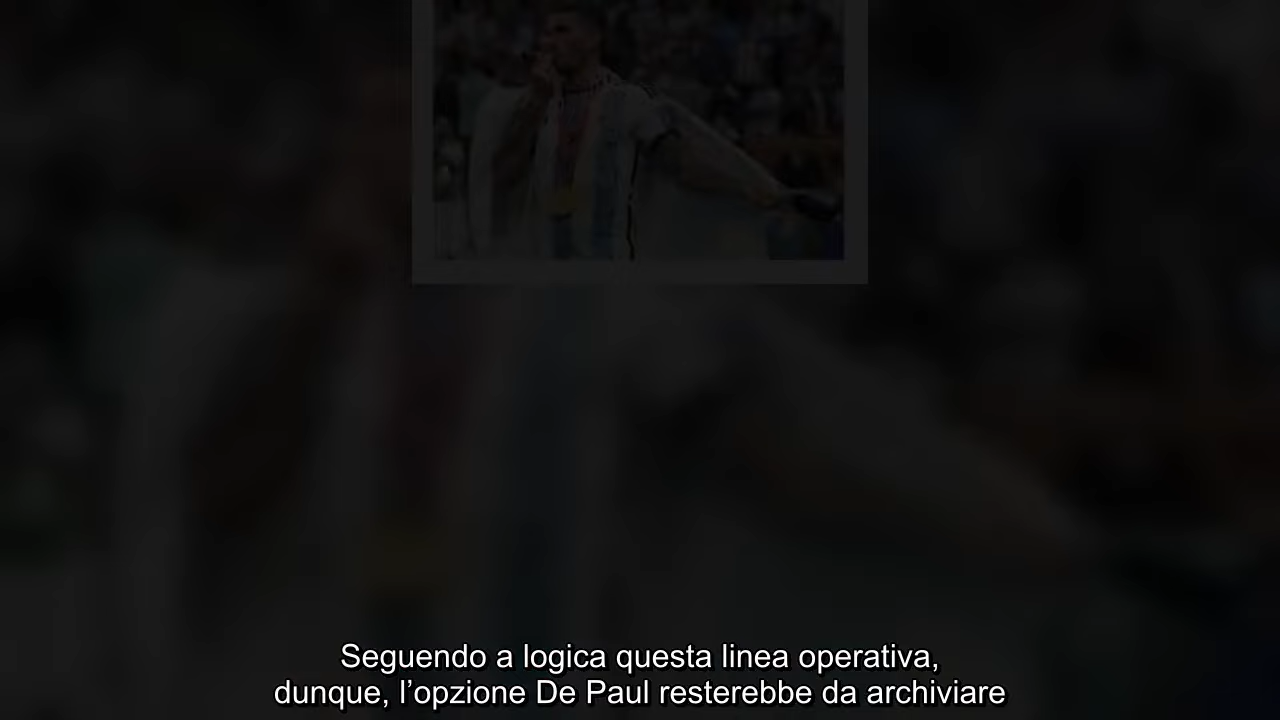 Seguendo a logica questa linea operativa,
dunque, l’opzione De Paul resterebbe da archiviare